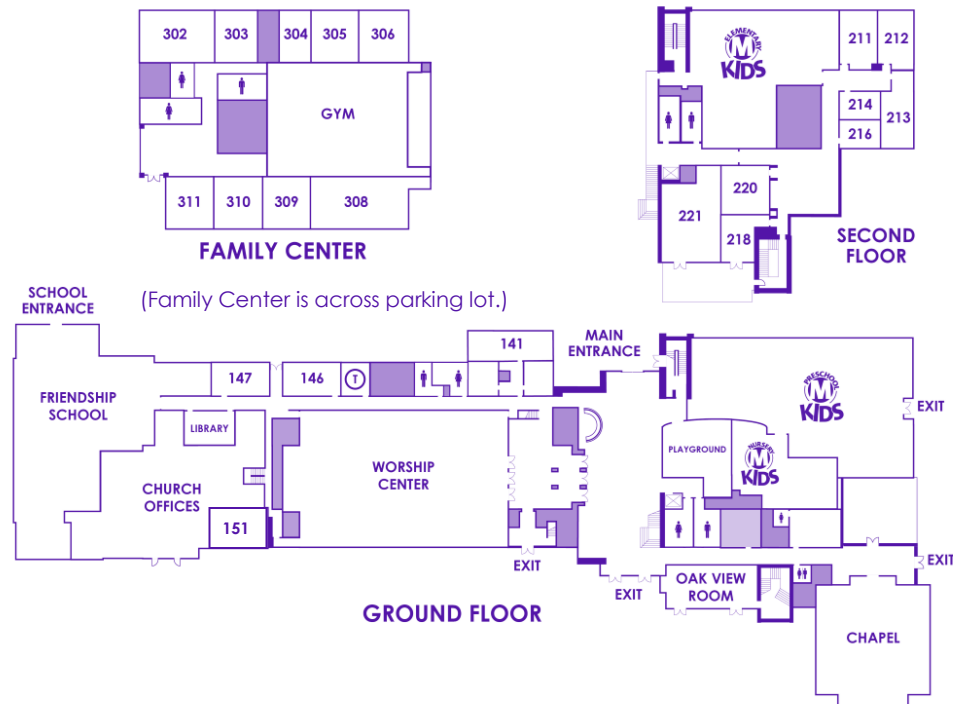 302
303
304
305
306
GYM
311
310
309
308
FAMILY CENTER
(Family Center is across parking lot.)
ELEMENTARY
M
KIDS
211
212
214
213
216
220
221
218
SECOND
FLOOR
SCHOOL
ENTRANCE
MAIN
ENTRANCE
141
147
146
T
FRIENDSHIP
SCHOOL
LIBRARY
CHURCH
OFFICES
151
WORSHIP
CENTER
PRESCHOOL
M
KIDS
EXIT
PLAYGROUND
NURSERY
M
KIDS
EXIT
EXIT
OAK VIEW
ROOM
EXIT
CHAPEL
GROUND FLOOR